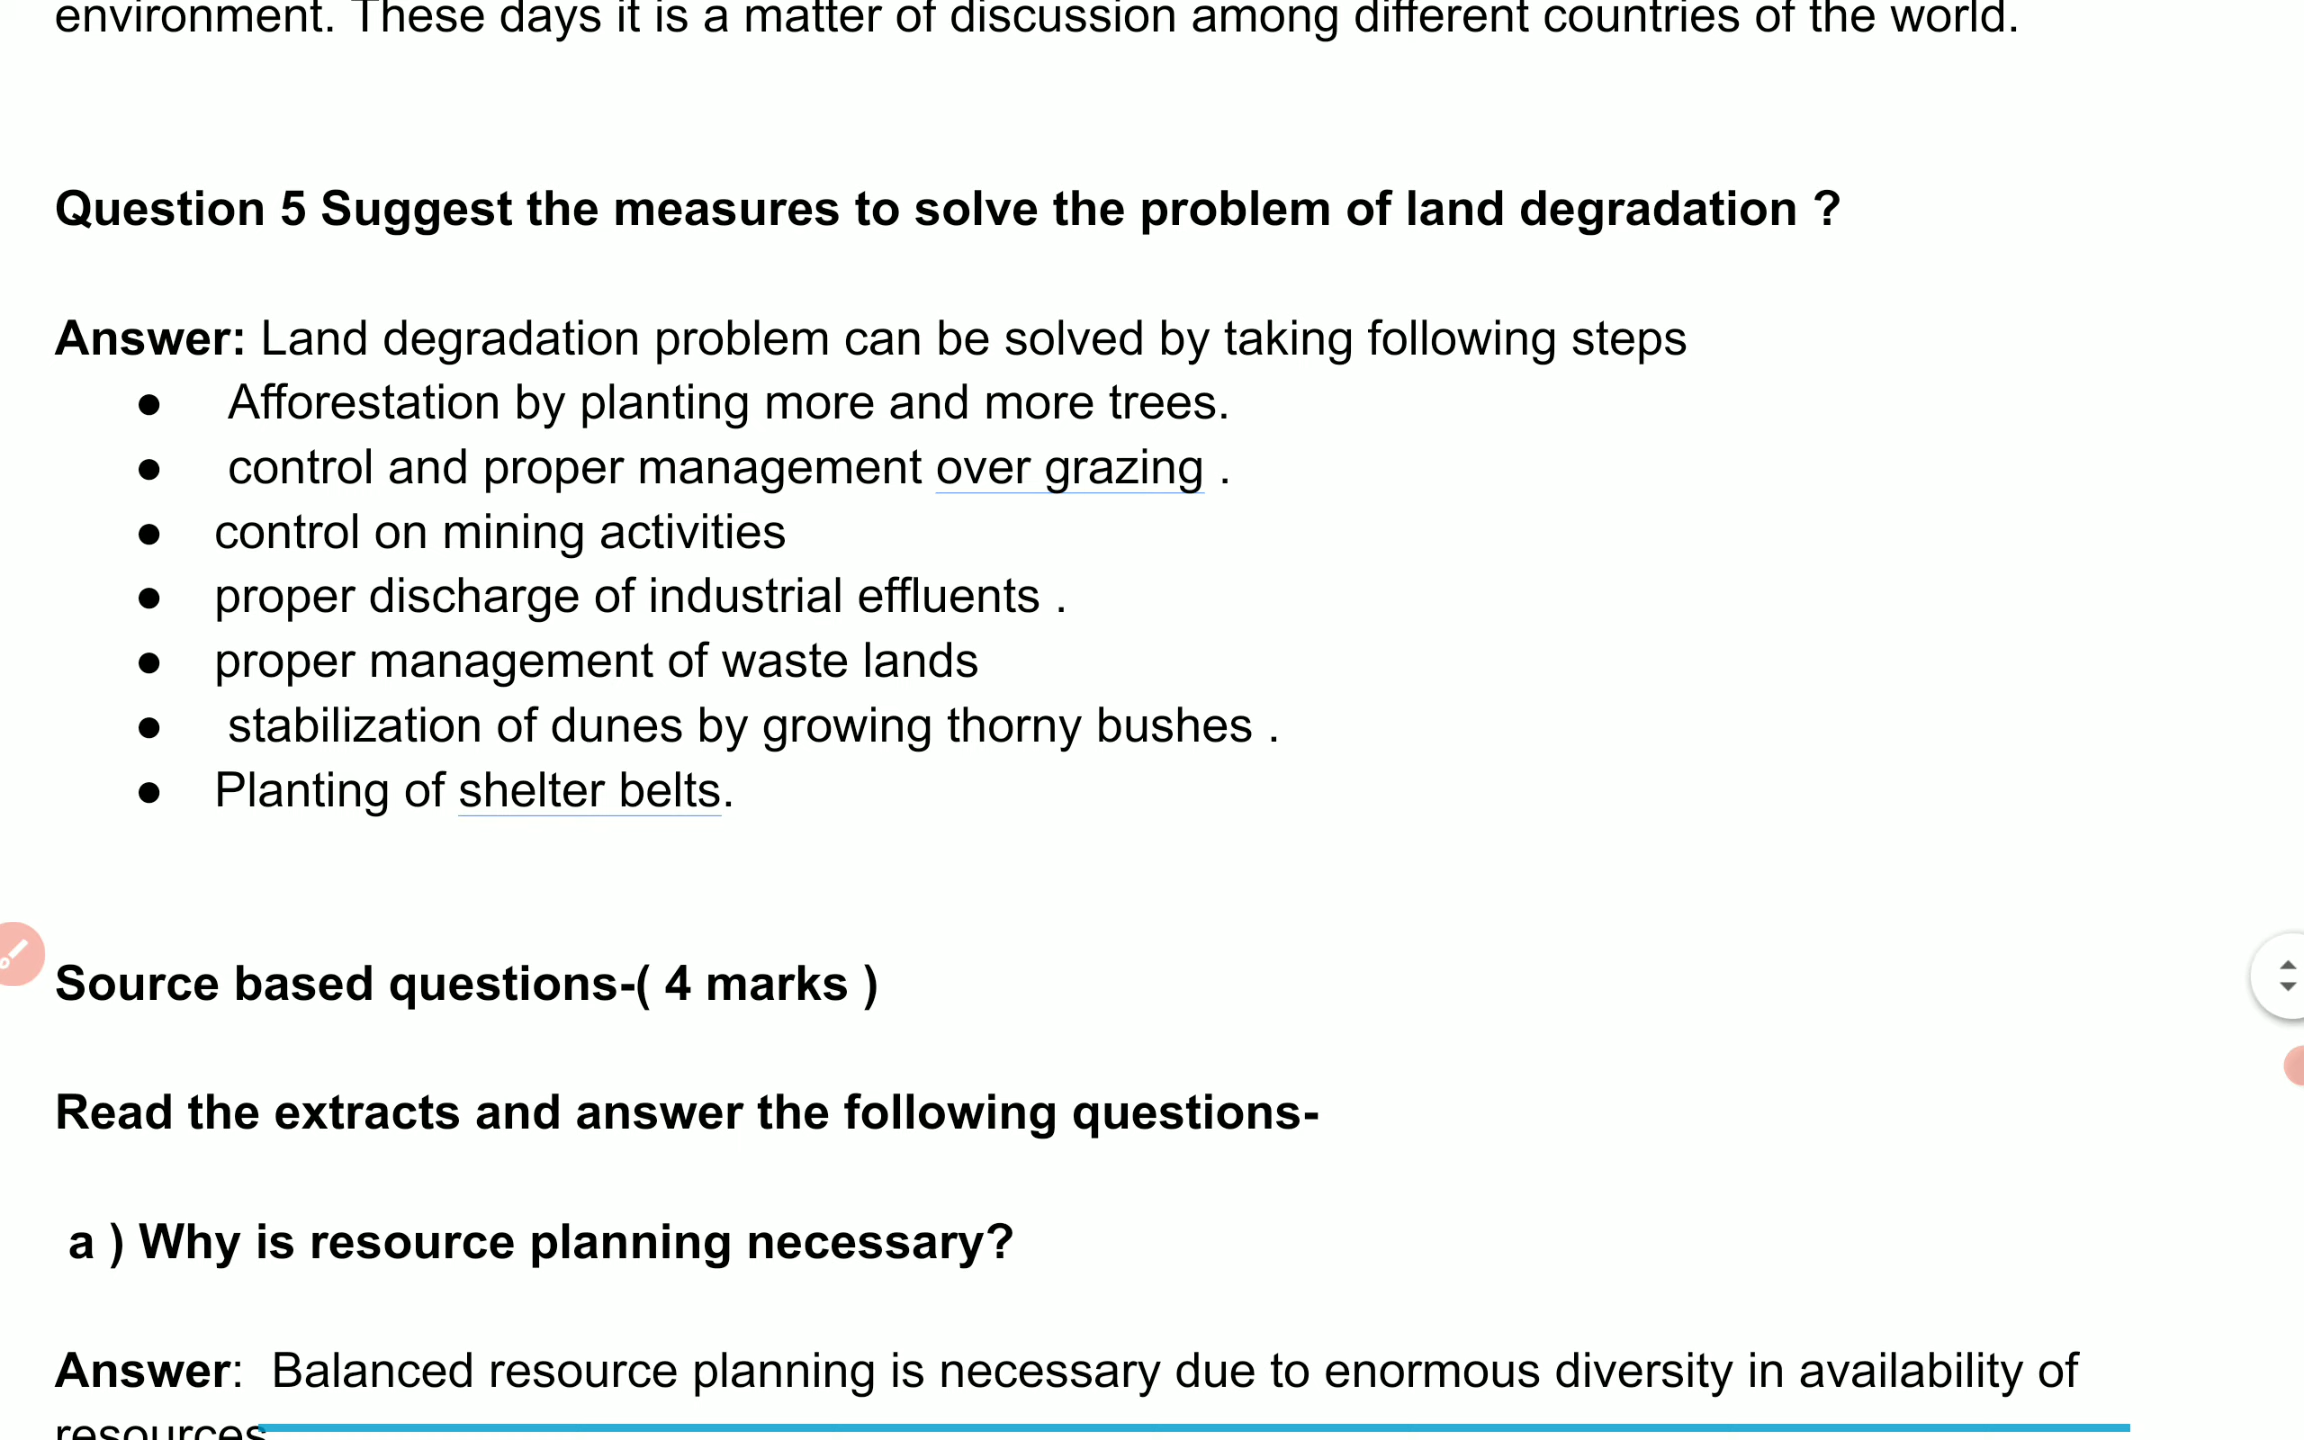 environment. These days it is a matter of discussion among different countries of the world.
Question 5 Suggest the measures to solve the problem of land degradation ?
Answer: Land degradation problem can be solved by taking following steps
● Afforestation by planting more and more trees.
● control and proper management over grazing .
● control on mining activities
● proper discharge of industrial effluents .
● proper management of waste lands
● stabilization of dunes by growing thorny bushes .
● Planting of shelter belts.
Source based questions-( 4 marks )
Read the extracts and answer the following questions-
a ) Why is resource planning necessary?
Answer: Balanced resource planning is necessary due to enormous diversity in availability of
resources